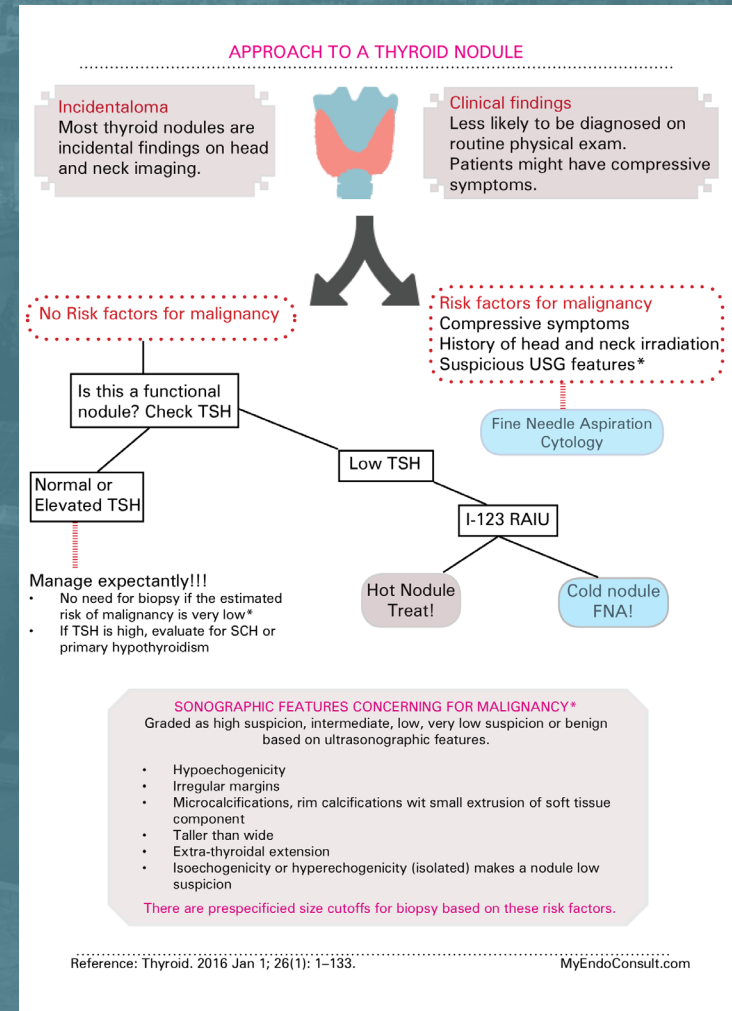 APPROACH TO A THYROID NODULE
Incidentaloma
Most thyroid nodules are
incidental findings on head
and neck imaging.
Clinical findings
Less likely to be diagnosed on
routine physical exam.
Patients might have compressive
symptoms.
No Risk factors for malignancy
Risk factors for malignancy
Compressive symptoms
History of head and neck irradiation
Suspicious USG features*
Fine Needle Aspiration
Cytology
Is this a functional
nodule? Check TSH
Low TSH
Normal or
Elevated TSH
I-123 RAIU
Hot Nodule
Treat!
Cold nodule
FNA!
Manage expectantly!!!
• No need for biopsy if the estimated
risk of malignancy is very low*
• If TSH is high, evaluate for SCH or
primary hypothyroidism
SONOGRAPHIC FEATURES CONCERNING FOR MALIGNANCY*
Graded as high suspicion, intermediate, low, very low suspicion or benign
based on ultrasonographic features.
• Hypoechogenicity
• Irregular margins
• Microcalcifications, rim calcifications wit small extrusion of soft tissue
component
• Taller than wide
• Extra-thyroidal extension
• Isoechogenicity or hyperechogenicity (isolated) makes a nodule low
suspicion
There are prespecificied size cutoffs for biopsy based on these risk factors.
Reference: Thyroid. 2016 Jan 1; 26(1): 1–133.
MyEndoConsult.com